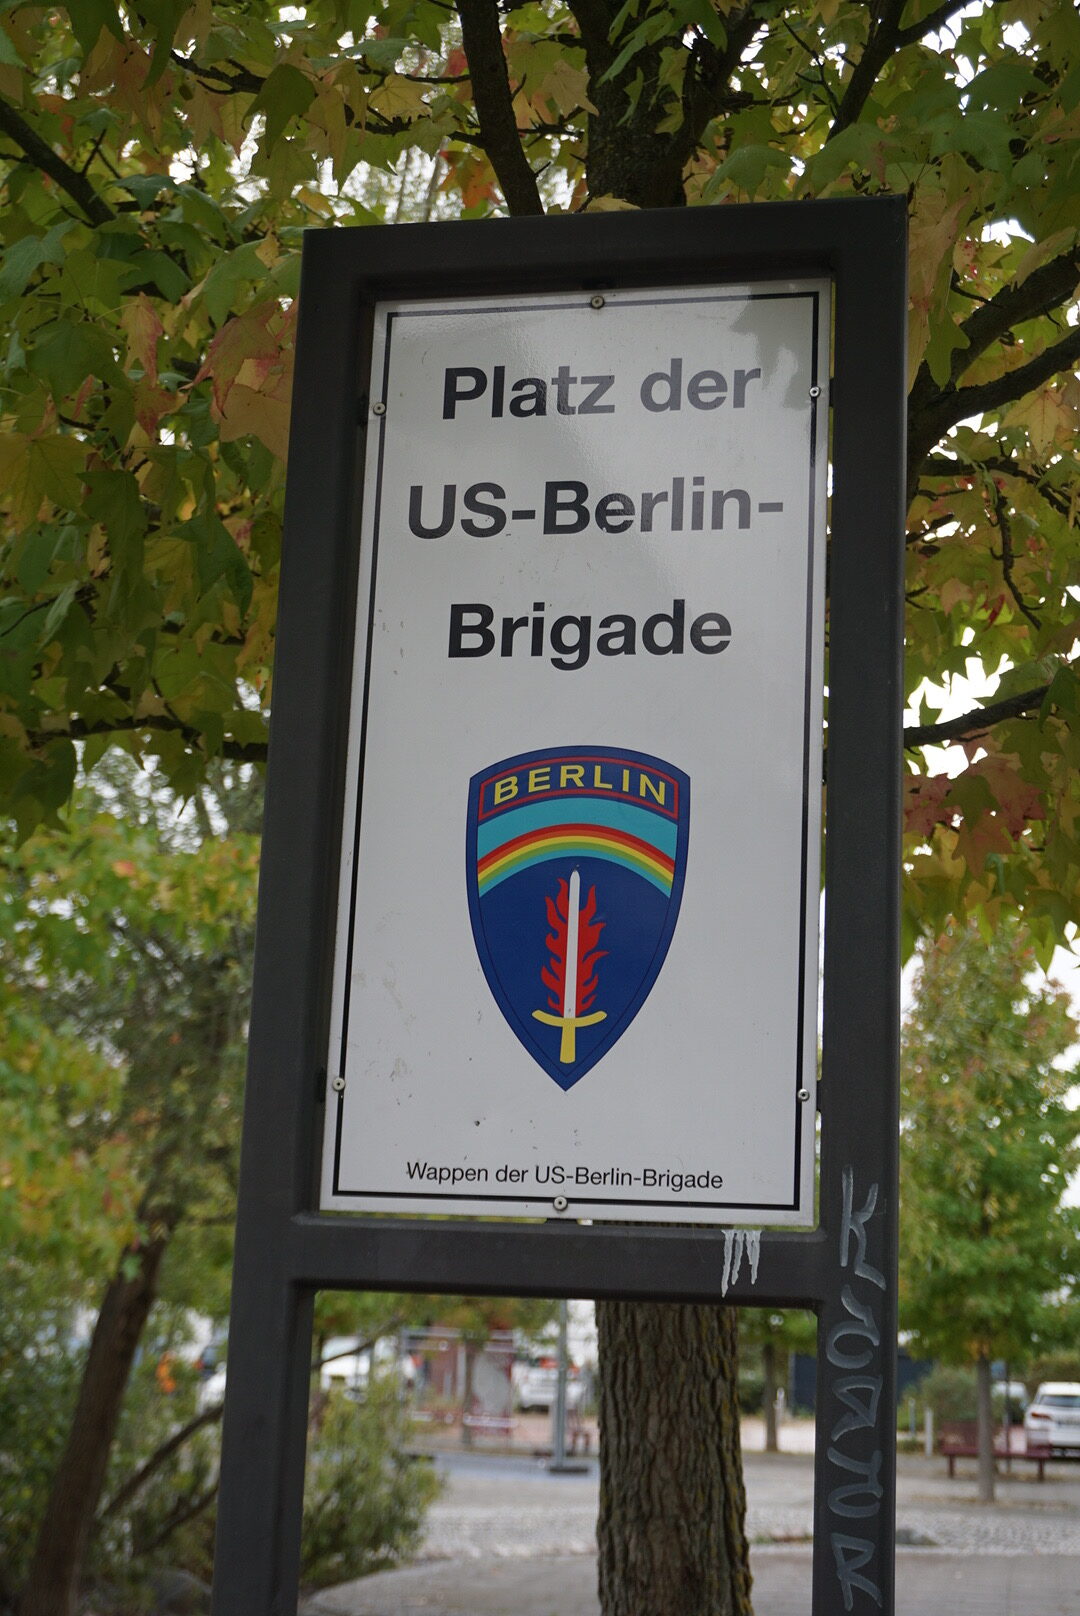 Platz der
US-Berlin-
Brigade
BERLIN
Wappen der US-Berlin-Brigade